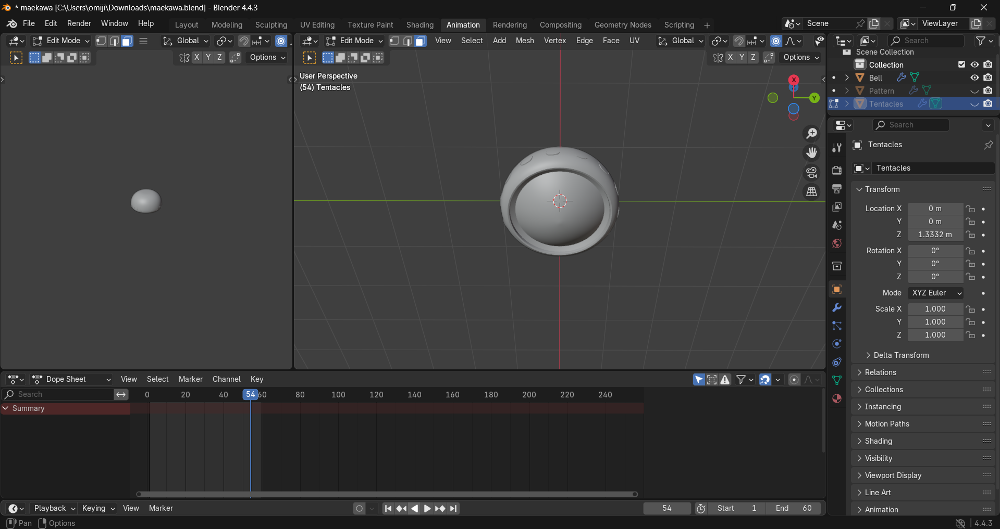 * maekawa [C:\Users\omiji\Downloads\maekawa.blend] - Blender 4.4.3
File Edit Render Window Help Layout Modeling Sculpting UV Editing Texture Paint Shading Animation Rendering Compositing Geometry Nodes Scripting + Scene ViewLayer
Edit Mode Global Edit Mode View Select Add Mesh Vertex Edge Face UV Global Search
X Y Z Options X Y Z Options
Scene Collection
Collection
Bell
Pattern
Tentacles
User Perspective
(54) Tentacles
X
Y
Z
Search
Tentacles
Tentacles
Transform
Location X 0 m
Y 0 m
Z 1.3332 m
Rotation X 0°
Y 0°
Z 0°
Mode XYZ Euler
Scale X 1.000
Y 1.000
Z 1.000
Delta Transform
Relations
Collections
Instancing
Motion Paths
Shading
Visibility
Viewport Display
Line Art
Animation
Dope Sheet View Select Marker Channel Key
Search 0 20 40 54 60 80 100 120 140 160 180 200 220 240
Summary
Playback Keying View Marker 54 Start 1 End 60
Pan Options 4.4.3